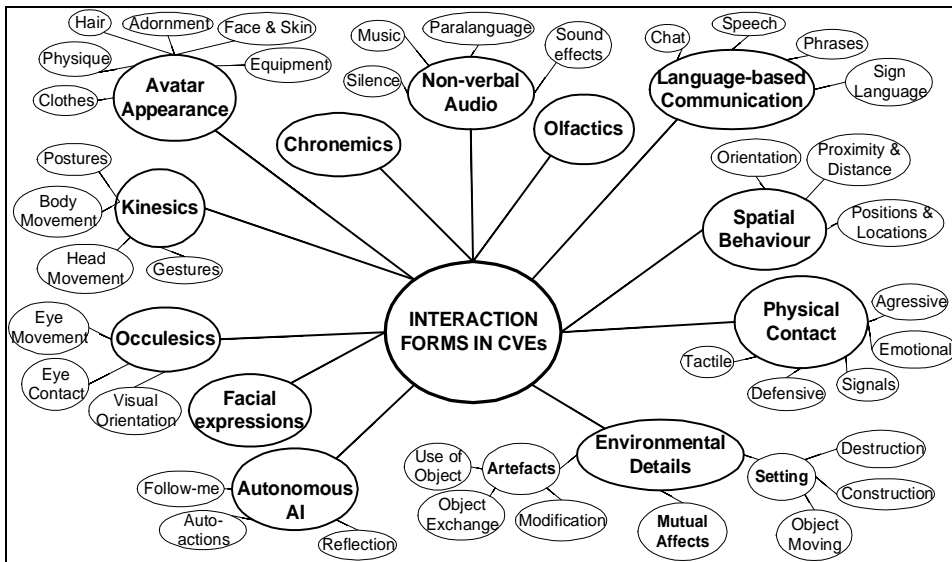 Hair
Adornment
Face & Skin
Physique
Equipment
Clothes
Avatar
Appearance
Music
Paralanguage
Sound
effects
Silence
Non-verbal
Audio
Chat
Speech
Phrases
Sign
Language
Language-based
Communication
Chronemics
Olfactics
Postures
Body
Movement
Head
Movement
Gestures
Kinesics
Orientation
Proximity &
Distance
Positions &
Locations
Spatial
Behaviour
INTERACTION
FORMS IN CVEs
Eye
Movement
Eye
Contact
Visual
Orientation
Occulesics
Facial
expressions
Physical
Contact
Agressive
Emotional
Signals
Defensive
Tactile
Follow-me
Auto-
actions
Reflection
Autonomous
AI
Environmental
Details
Artefacts
Use of
Object
Object
Exchange
Modification
Mutual
Affects
Setting
Destruction
Construction
Object
Moving